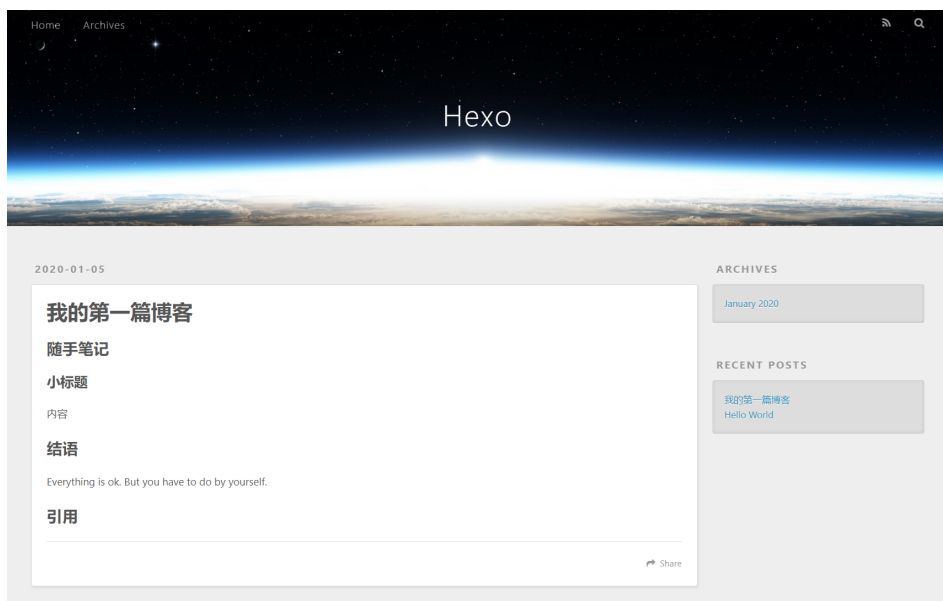 Home Archives
Hexo
2020-01-05
我的第一篇博客
随手笔记
小标题
内容
结语
Everything is ok. But you have to do by yourself.
引用
Share
ARCHIVES
January 2020
RECENT POSTS
我的第一篇博客
Hello World